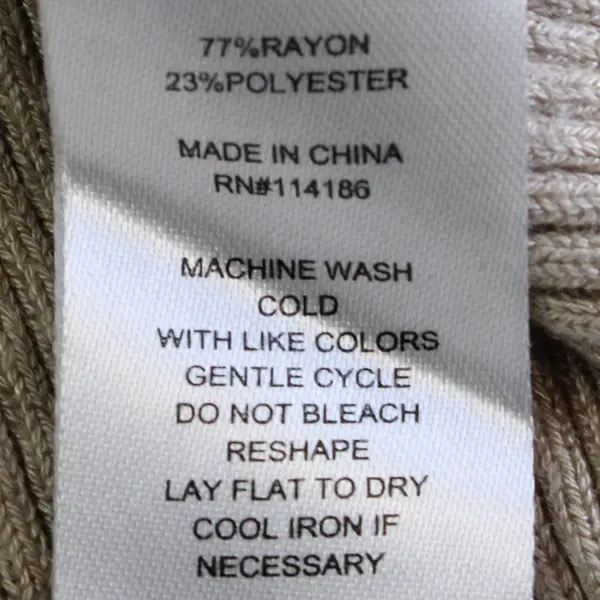 77%RAYON
23%POLYESTER
MADE IN CHINA
RN#114186
MACHINE WASH
COLD
WITH LIKE COLORS
GENTLE CYCLE
DO NOT BLEACH
RESHAPE
LAY FLAT TO DRY
COOL IRON IF
NECESSARY